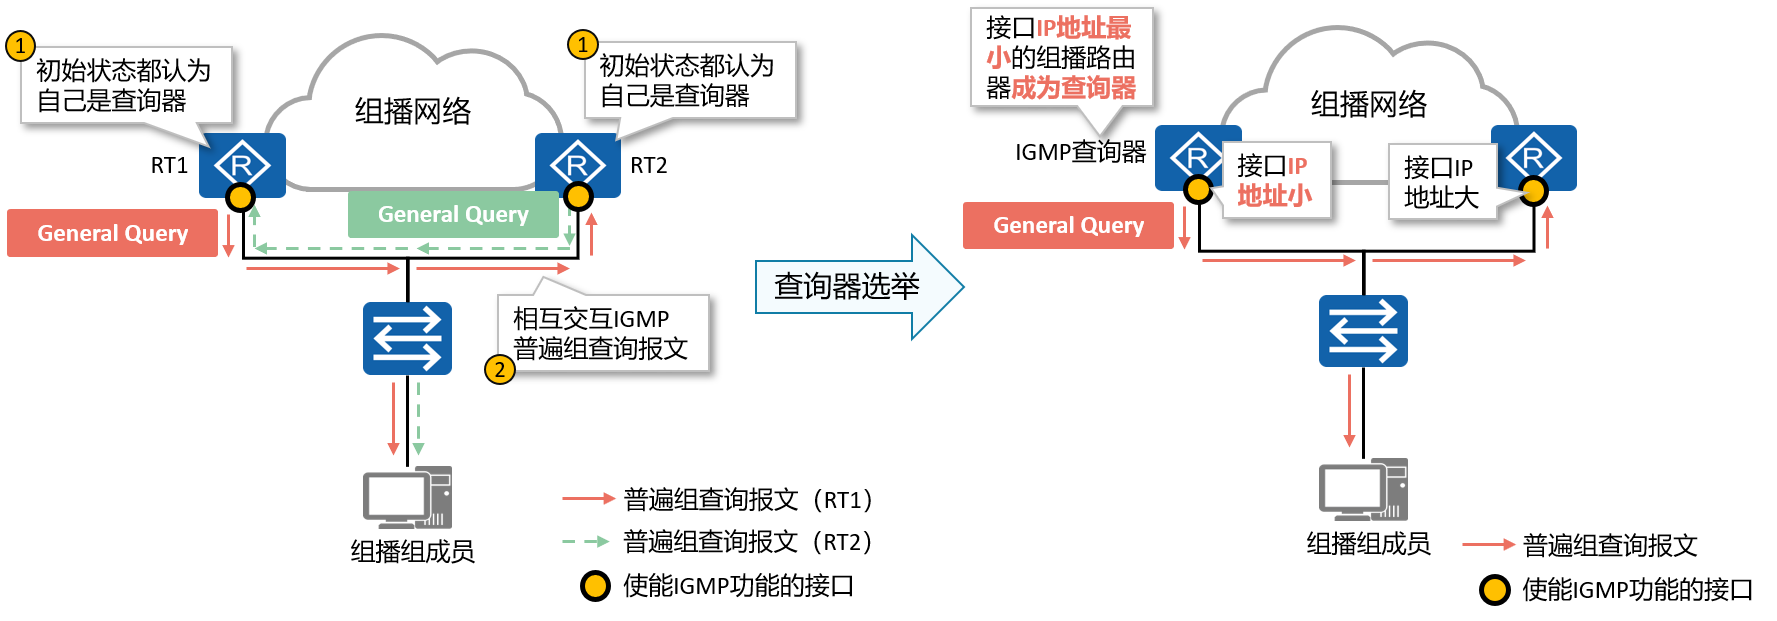 1
初始状态都认为
自己是查询器
1
初始状态都认为
自己是查询器
组播网络
RT1
R
R
RT2
General Query
General Query
相互交互IGMP
普遍组查询报文
2
组播组成员
普遍组查询报文（RT1）
普遍组查询报文（RT2）
使能IGMP功能的接口
查询器选举
接口IP地址最
小的组播路由
器成为查询器
组播网络
IGMP查询器
R
R
接口IP
地址小
接口IP
地址大
General Query
组播组成员
普遍组查询报文
使能IGMP功能的接口